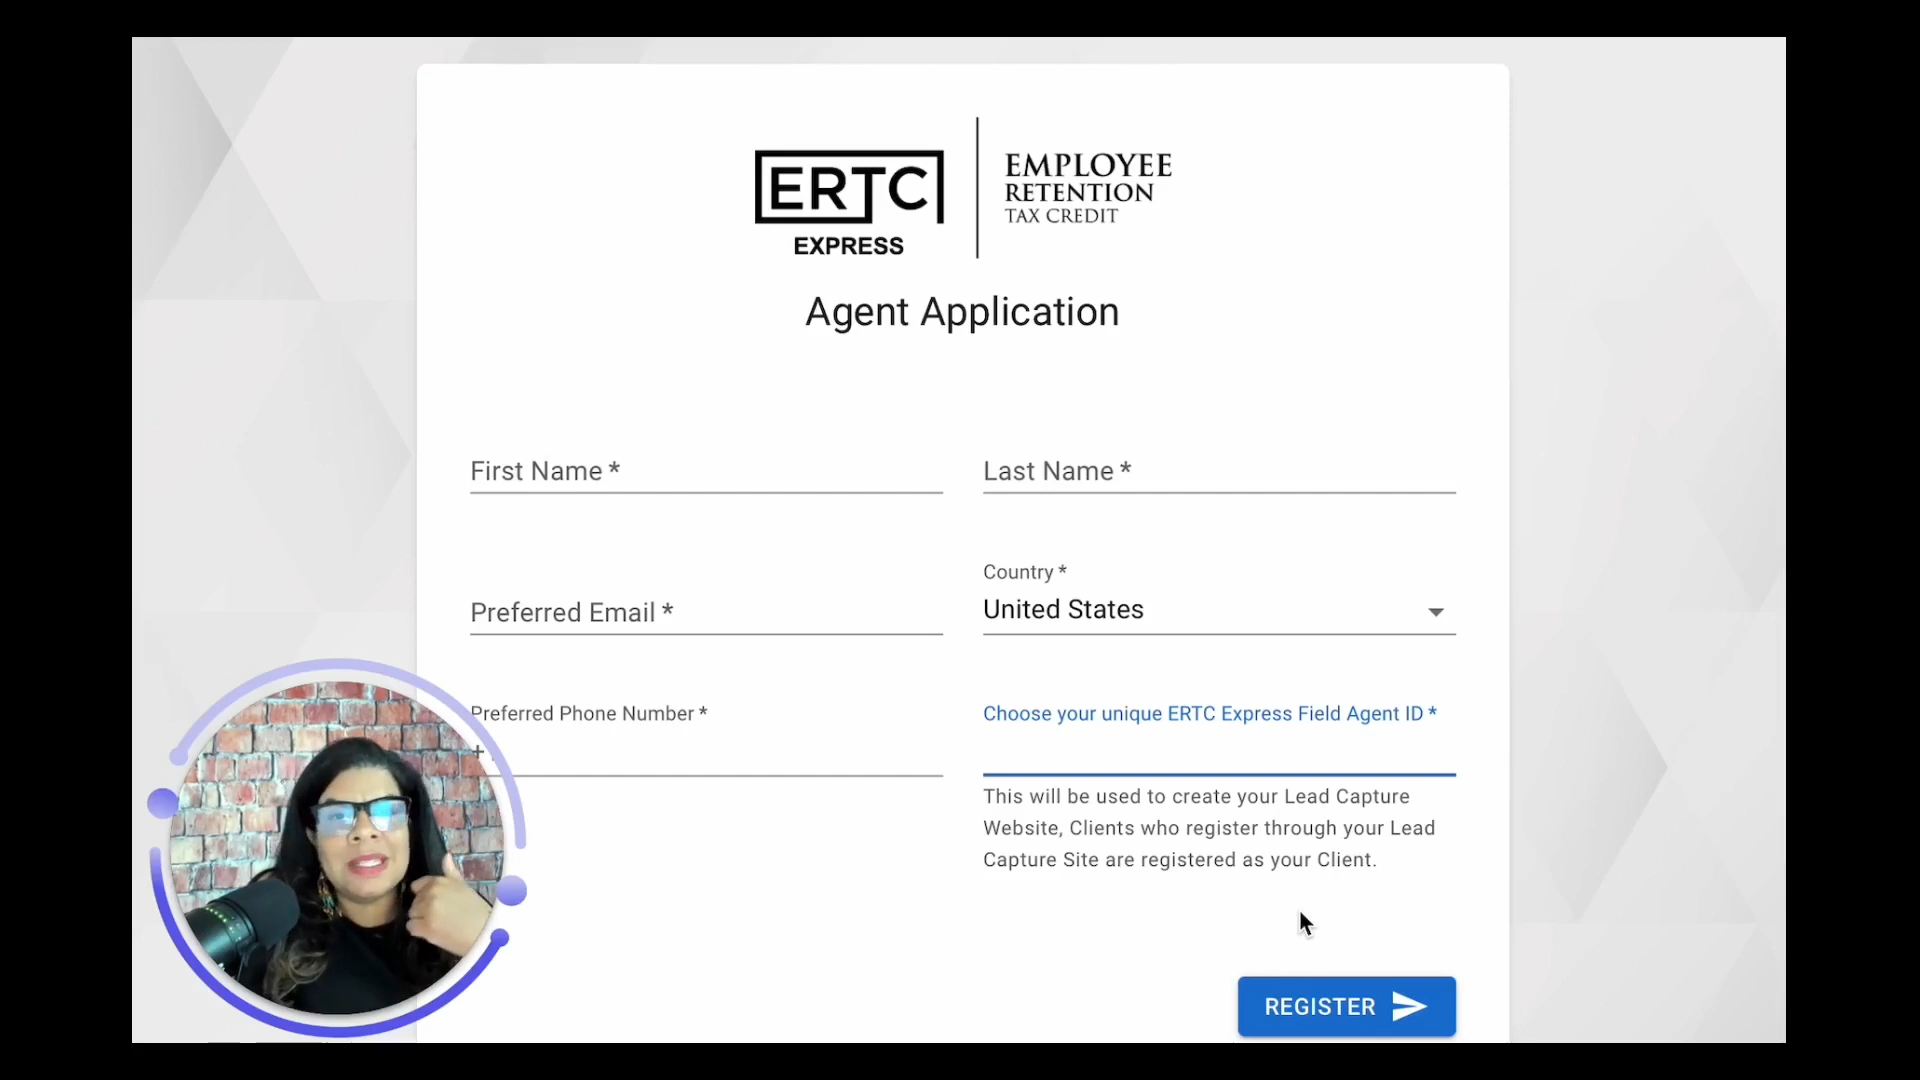 ERTC
EXPRESS
EMPLOYEE
RETENTION
TAX CREDIT
Agent Application
First Name *
Last Name *
Preferred Email *
Country *
United States
Preferred Phone Number *
+
Choose your unique ERTC Express Field Agent ID *
This will be used to create your Lead Capture
Website, Clients who register through your Lead
Capture Site are registered as your Client.
REGISTER